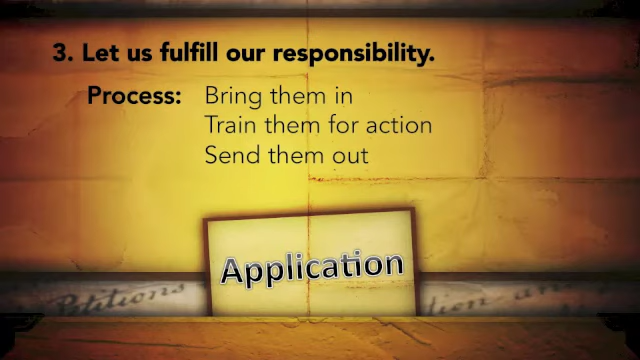 3. Let us fulfill our responsibility.
Process: Bring them in
Train them for action
Send them out
Application
Petitions